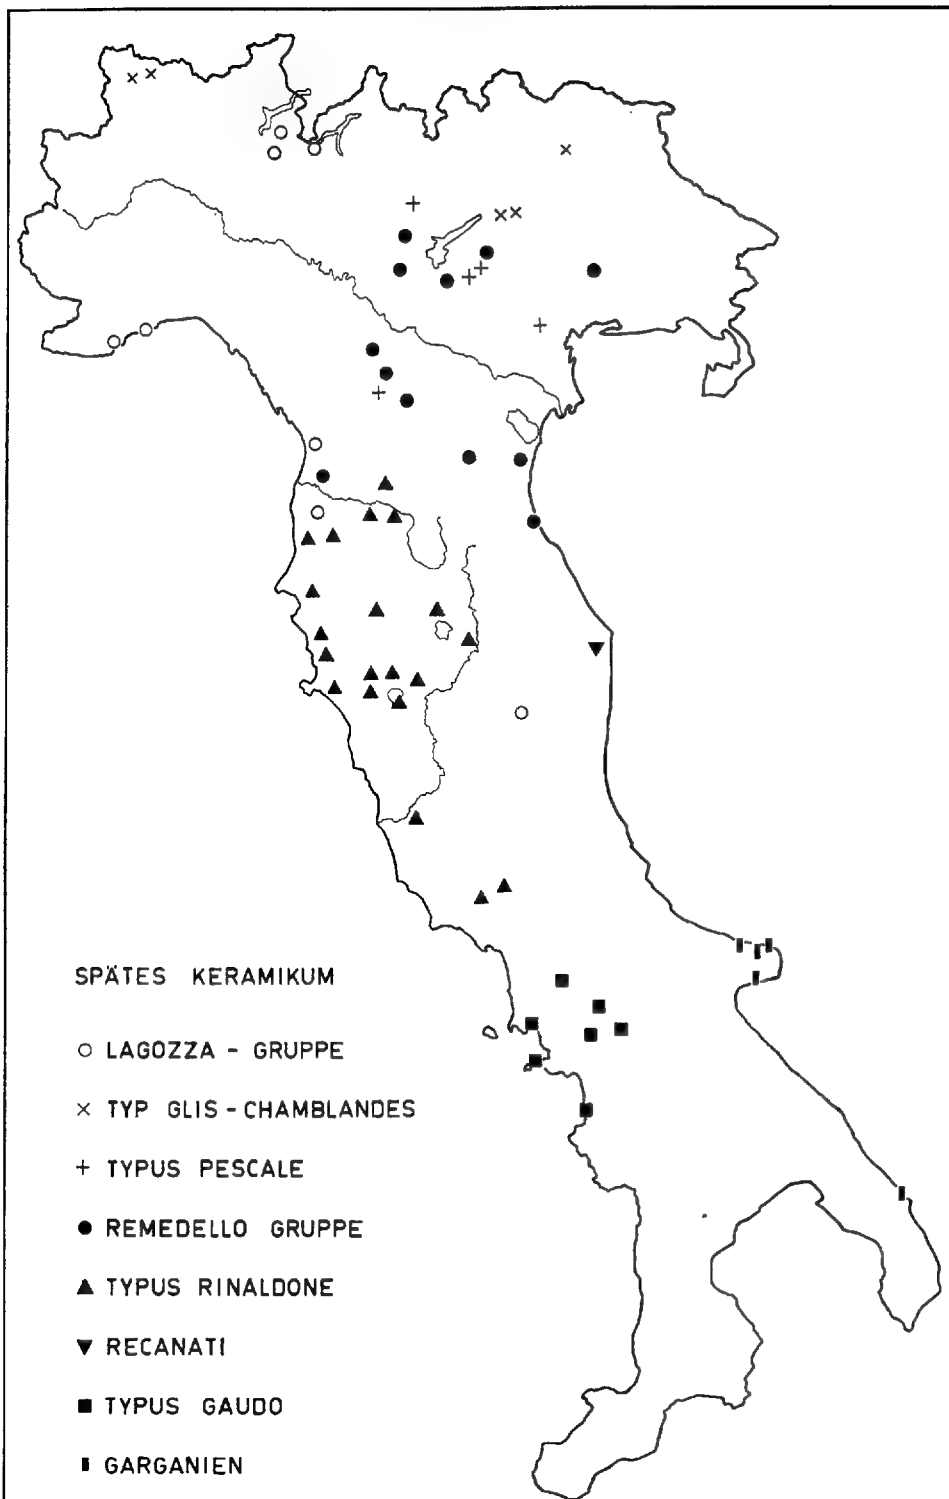 SPÄTES KERAMIKUM
LAGOZZA - GRUPPE
TYP GLIS - CHAMBLANDES
TYPUS PESCALE
REMEDELLO GRUPPE
TYPUS RINALDONE
RECANATI
TYPUS GAUDO
GARGANIEN